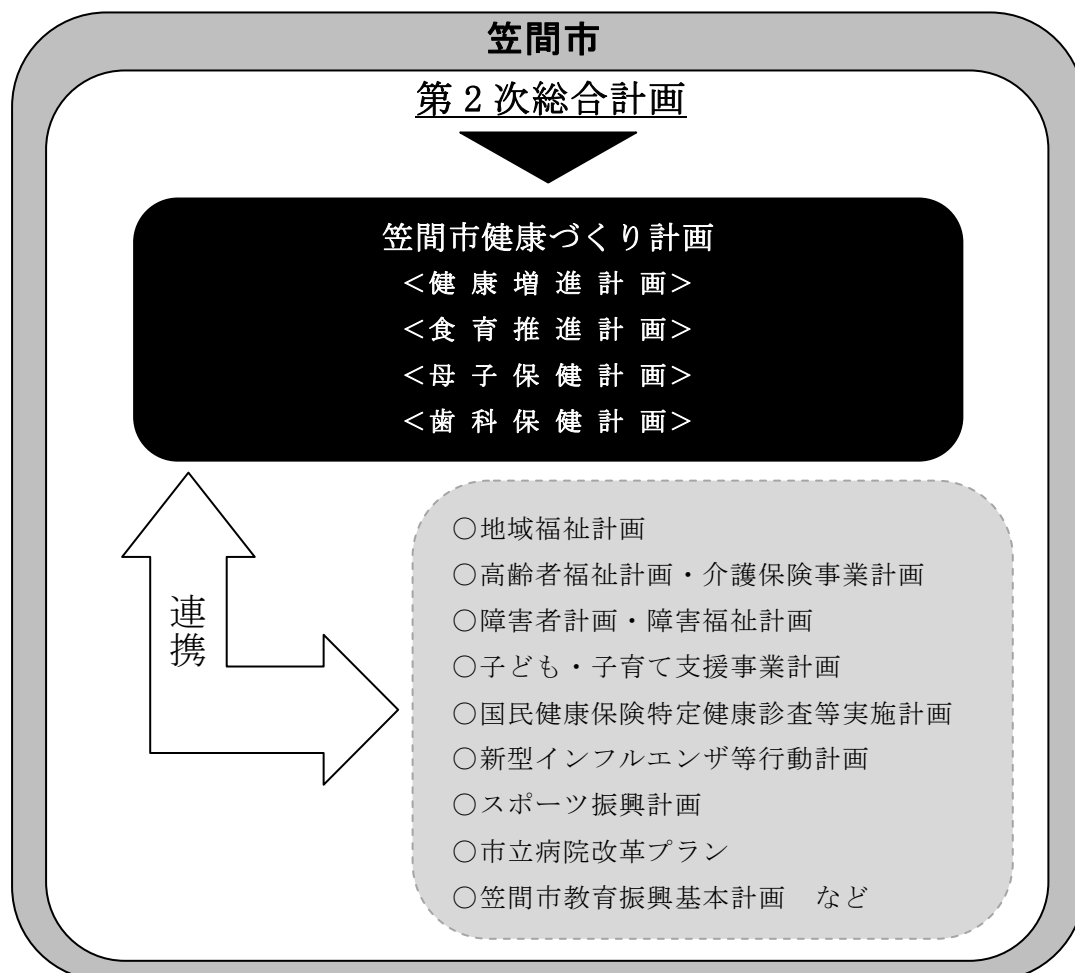 笠間市
第２次総合計画
笠間市健康づくり計画
＜健 康 増 進 計 画＞
＜食 育 推 進 計 画＞
＜母 子 保 健 計 画＞
＜歯 科 保 健 計 画＞
連携
○地域福祉計画
○高齢者福祉計画・介護保険事業計画
○障害者計画・障害福祉計画
○子ども・子育て支援事業計画
○国民健康保険特定健康診査等実施計画
○新型インフルエンザ等行動計画
○スポーツ振興計画
○市立病院改革プラン
○笠間市教育振興基本計画　など